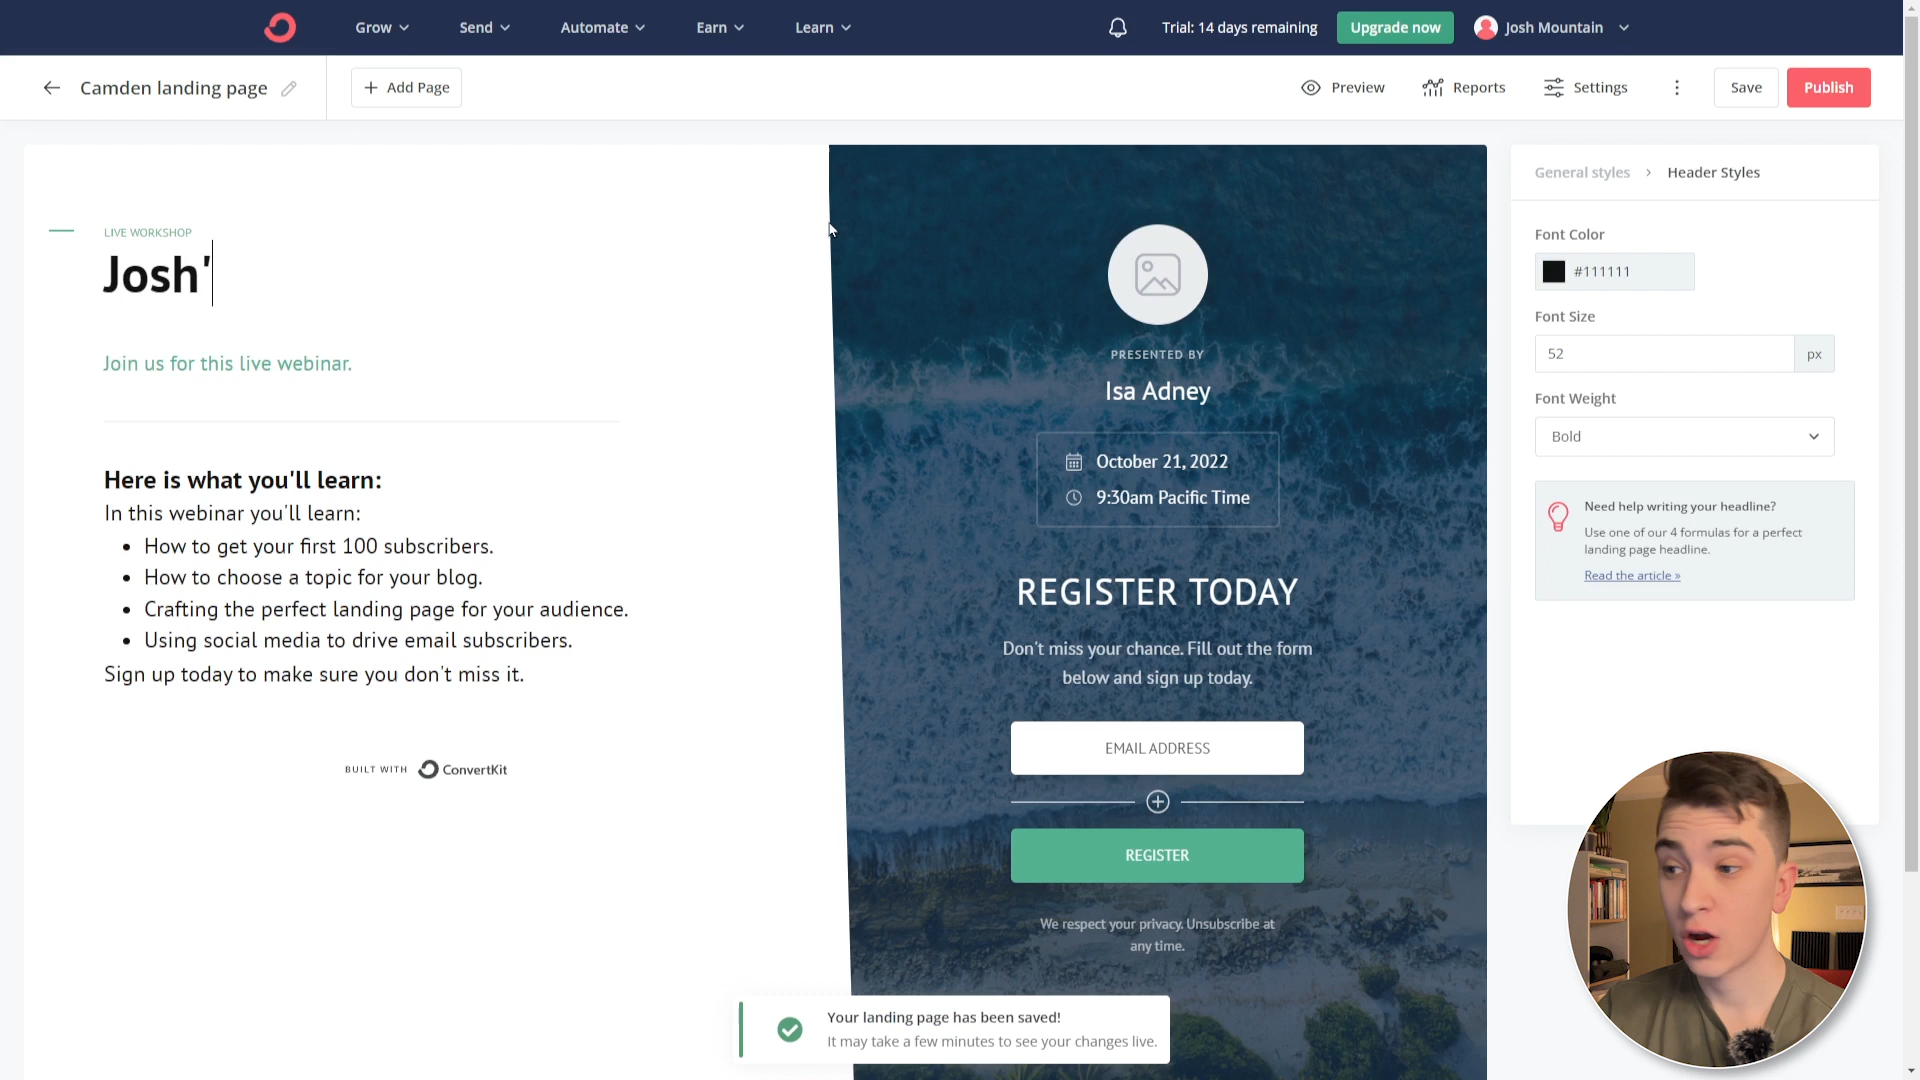 Grow
Send
Automate
Earn
Learn
Trial: 14 days remaining
Upgrade now
Josh Mountain
Camden landing page
+ Add Page
Preview
Reports
Settings
Save
Publish
LIVE WORKSHOP
Josh'
Join us for this live webinar.
Here is what you'll learn:
In this webinar you'll learn:
• How to get your first 100 subscribers.
• How to choose a topic for your blog.
• Crafting the perfect landing page for your audience.
• Using social media to drive email subscribers.
Sign up today to make sure you don't miss it.
BUILT WITH ConvertKit
PRESENTED BY
Isa Adney
October 21, 2022
9:30am Pacific Time
REGISTER TODAY
Don't miss your chance. Fill out the form
below and sign up today.
EMAIL ADDRESS
REGISTER
We respect your privacy. Unsubscribe at
any time.
Your landing page has been saved!
It may take a few minutes to see your changes live.
General styles > Header Styles
Font Color
#111111
Font Size
52 px
Font Weight
Bold
Need help writing your headline?
Use one of our 4 formulas for a perfect
landing page headline.
Read the article »